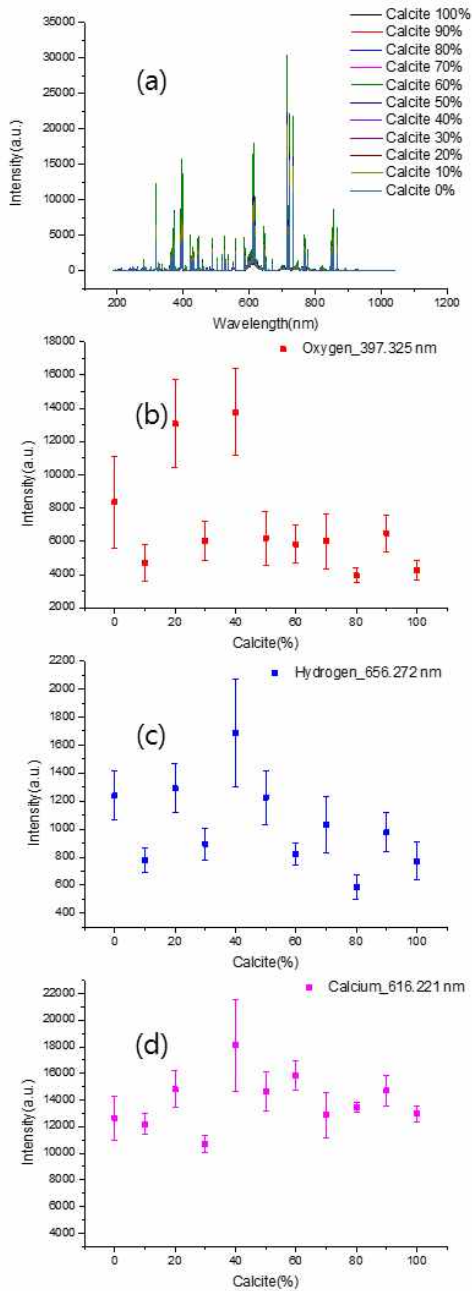 35000
30000
25000
20000
15000
10000
5000
0
Intensity(a.u.)
(a)
Calcite 100%
Calcite 90%
Calcite 80%
Calcite 70%
Calcite 60%
Calcite 50%
Calcite 40%
Calcite 30%
Calcite 20%
Calcite 10%
Calcite 0%
200 400 600 800 1000 1200
Wavelength(nm)
18000
16000
14000
12000
10000
8000
6000
4000
2000
Intensity(a.u.)
(b)
Oxygen_397.325 nm
0 20 40 60 80 100
Calcite(%)
2200
2000
1800
1600
1400
1200
1000
800
600
400
Intensity(a.u.)
(c)
Hydrogen_656.272 nm
0 20 40 60 80 100
Calcite(%)
22000
20000
18000
16000
14000
12000
10000
8000
6000
4000
Intensity(a.u.)
(d)
Calcium_616.221 nm
0 20 40 60 80 100
Calcite(%)